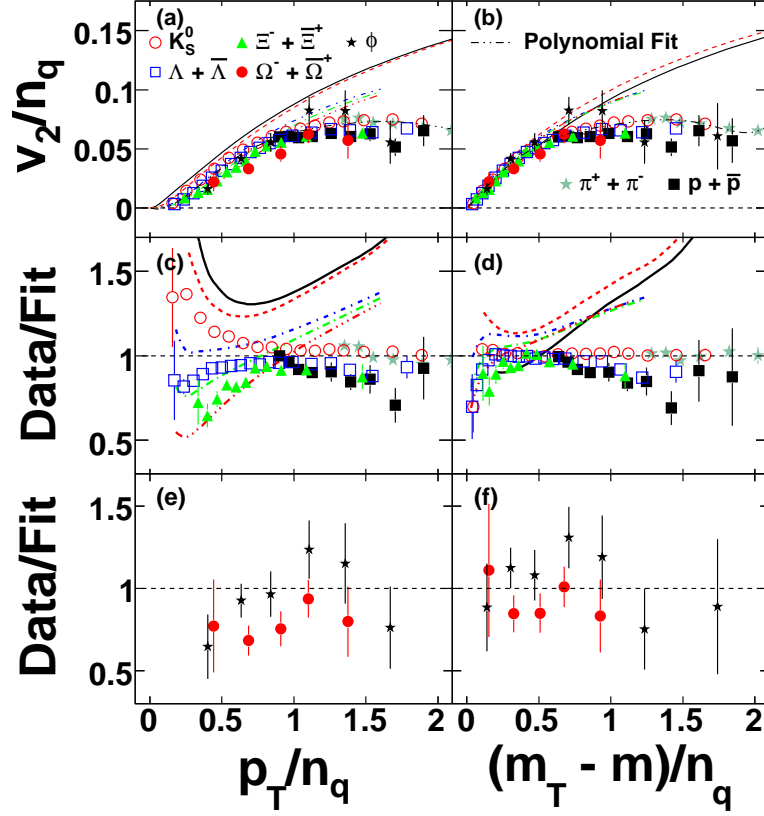 (a)
K⁰_S
Ξ⁻ + Ξ̅⁺
ϕ
Λ + Λ̅
Ω⁻ + Ω̅⁺
(b)
Polynomial Fit
π⁺ + π⁻
p + p̅
v₂/n_q
0.15
0.1
0.05
0
(c)
(d)
Data/Fit
1.5
1
0.5
(e)
(f)
Data/Fit
1.5
1
0.5
0 0.5 1 1.5 2
0 0.5 1 1.5 2
p_T/n_q
(m_T - m)/n_q